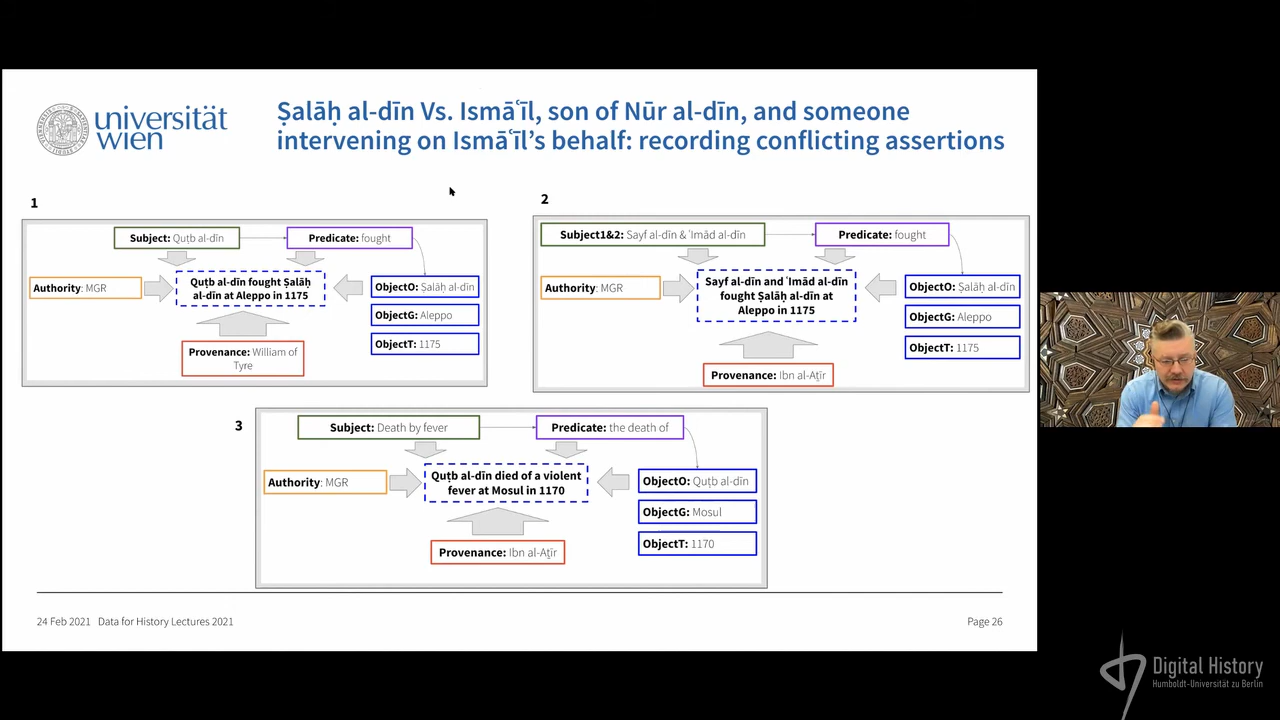 universität
wien
Ṣalāḥ al-dīn Vs. Ismāʿīl, son of Nūr al-dīn, and someone
intervening on Ismāʿīl’s behalf: recording conflicting assertions
1
Subject: Quṭb al-dīn
Predicate: fought
Authority: MGR
Quṭb al-dīn fought Ṣalāḥ
al-dīn at Aleppo in 1175
ObjectO: Ṣalāḥ al-dīn
ObjectG: Aleppo
ObjectT: 1175
Provenance: William of
Tyre
2
Subject1&2: Sayf al-dīn & ʿImād al-dīn
Predicate: fought
Authority: MGR
Sayf al-dīn and ʿImād al-dīn
fought Ṣalāḥ al-dīn at
Aleppo in 1175
ObjectO: Ṣalāḥ al-dīn
ObjectG: Aleppo
ObjectT: 1175
Provenance: Ibn al-Aṭīr
3
Subject: Death by fever
Predicate: the death of
Authority: MGR
Quṭb al-dīn died of a violent
fever at Mosul in 1170
ObjectO: Quṭb al-dīn
ObjectG: Mosul
ObjectT: 1170
Provenance: Ibn al-Aṭīr
24 Feb 2021 Data for History Lectures 2021
Page 26
Digital History
Humboldt-Universität zu Berlin